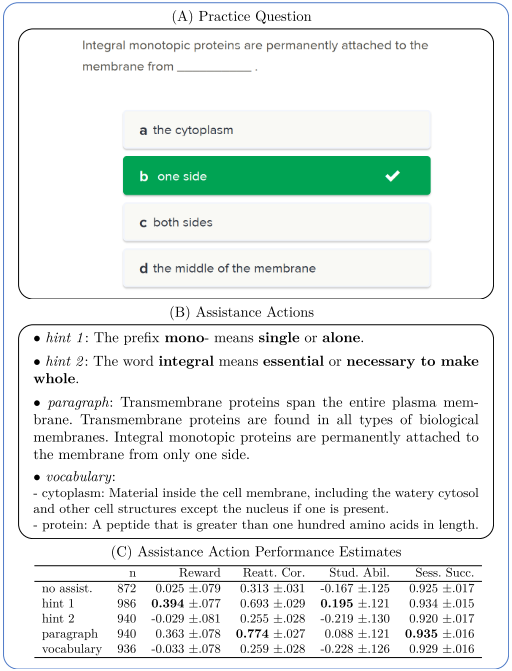 (A) Practice Question
Integral monotopic proteins are permanently attached to the
membrane from ____________ .
a the cytoplasm
b one side
c both sides
d the middle of the membrane
(B) Assistance Actions
• hint 1: The prefix mono- means single or alone.
• hint 2: The word integral means essential or necessary to make
whole.
• paragraph: Transmembrane proteins span the entire plasma mem-
brane. Transmembrane proteins are found in all types of biological
membranes. Integral monotopic proteins are permanently attached to
the membrane from only one side.
• vocabulary:
- cytoplasm: Material inside the cell membrane, including the watery cytosol
and other cell structures except the nucleus if one is present.
- protein: A peptide that is greater than one hundred amino acids in length.
(C) Assistance Action Performance Estimates
n Reward Reatt. Cor. Stud. Abil. Sess. Succ.
no assist. 872 0.025 ±.079 0.313 ±.031 -0.167 ±.125 0.925 ±.017
hint 1 986 0.394 ±.077 0.693 ±.029 0.195 ±.121 0.934 ±.015
hint 2 940 -0.029 ±.081 0.255 ±.028 -0.219 ±.130 0.920 ±.017
paragraph 940 0.363 ±.078 0.774 ±.027 0.088 ±.121 0.935 ±.016
vocabulary 936 -0.033 ±.078 0.259 ±.028 -0.228 ±.126 0.929 ±.016